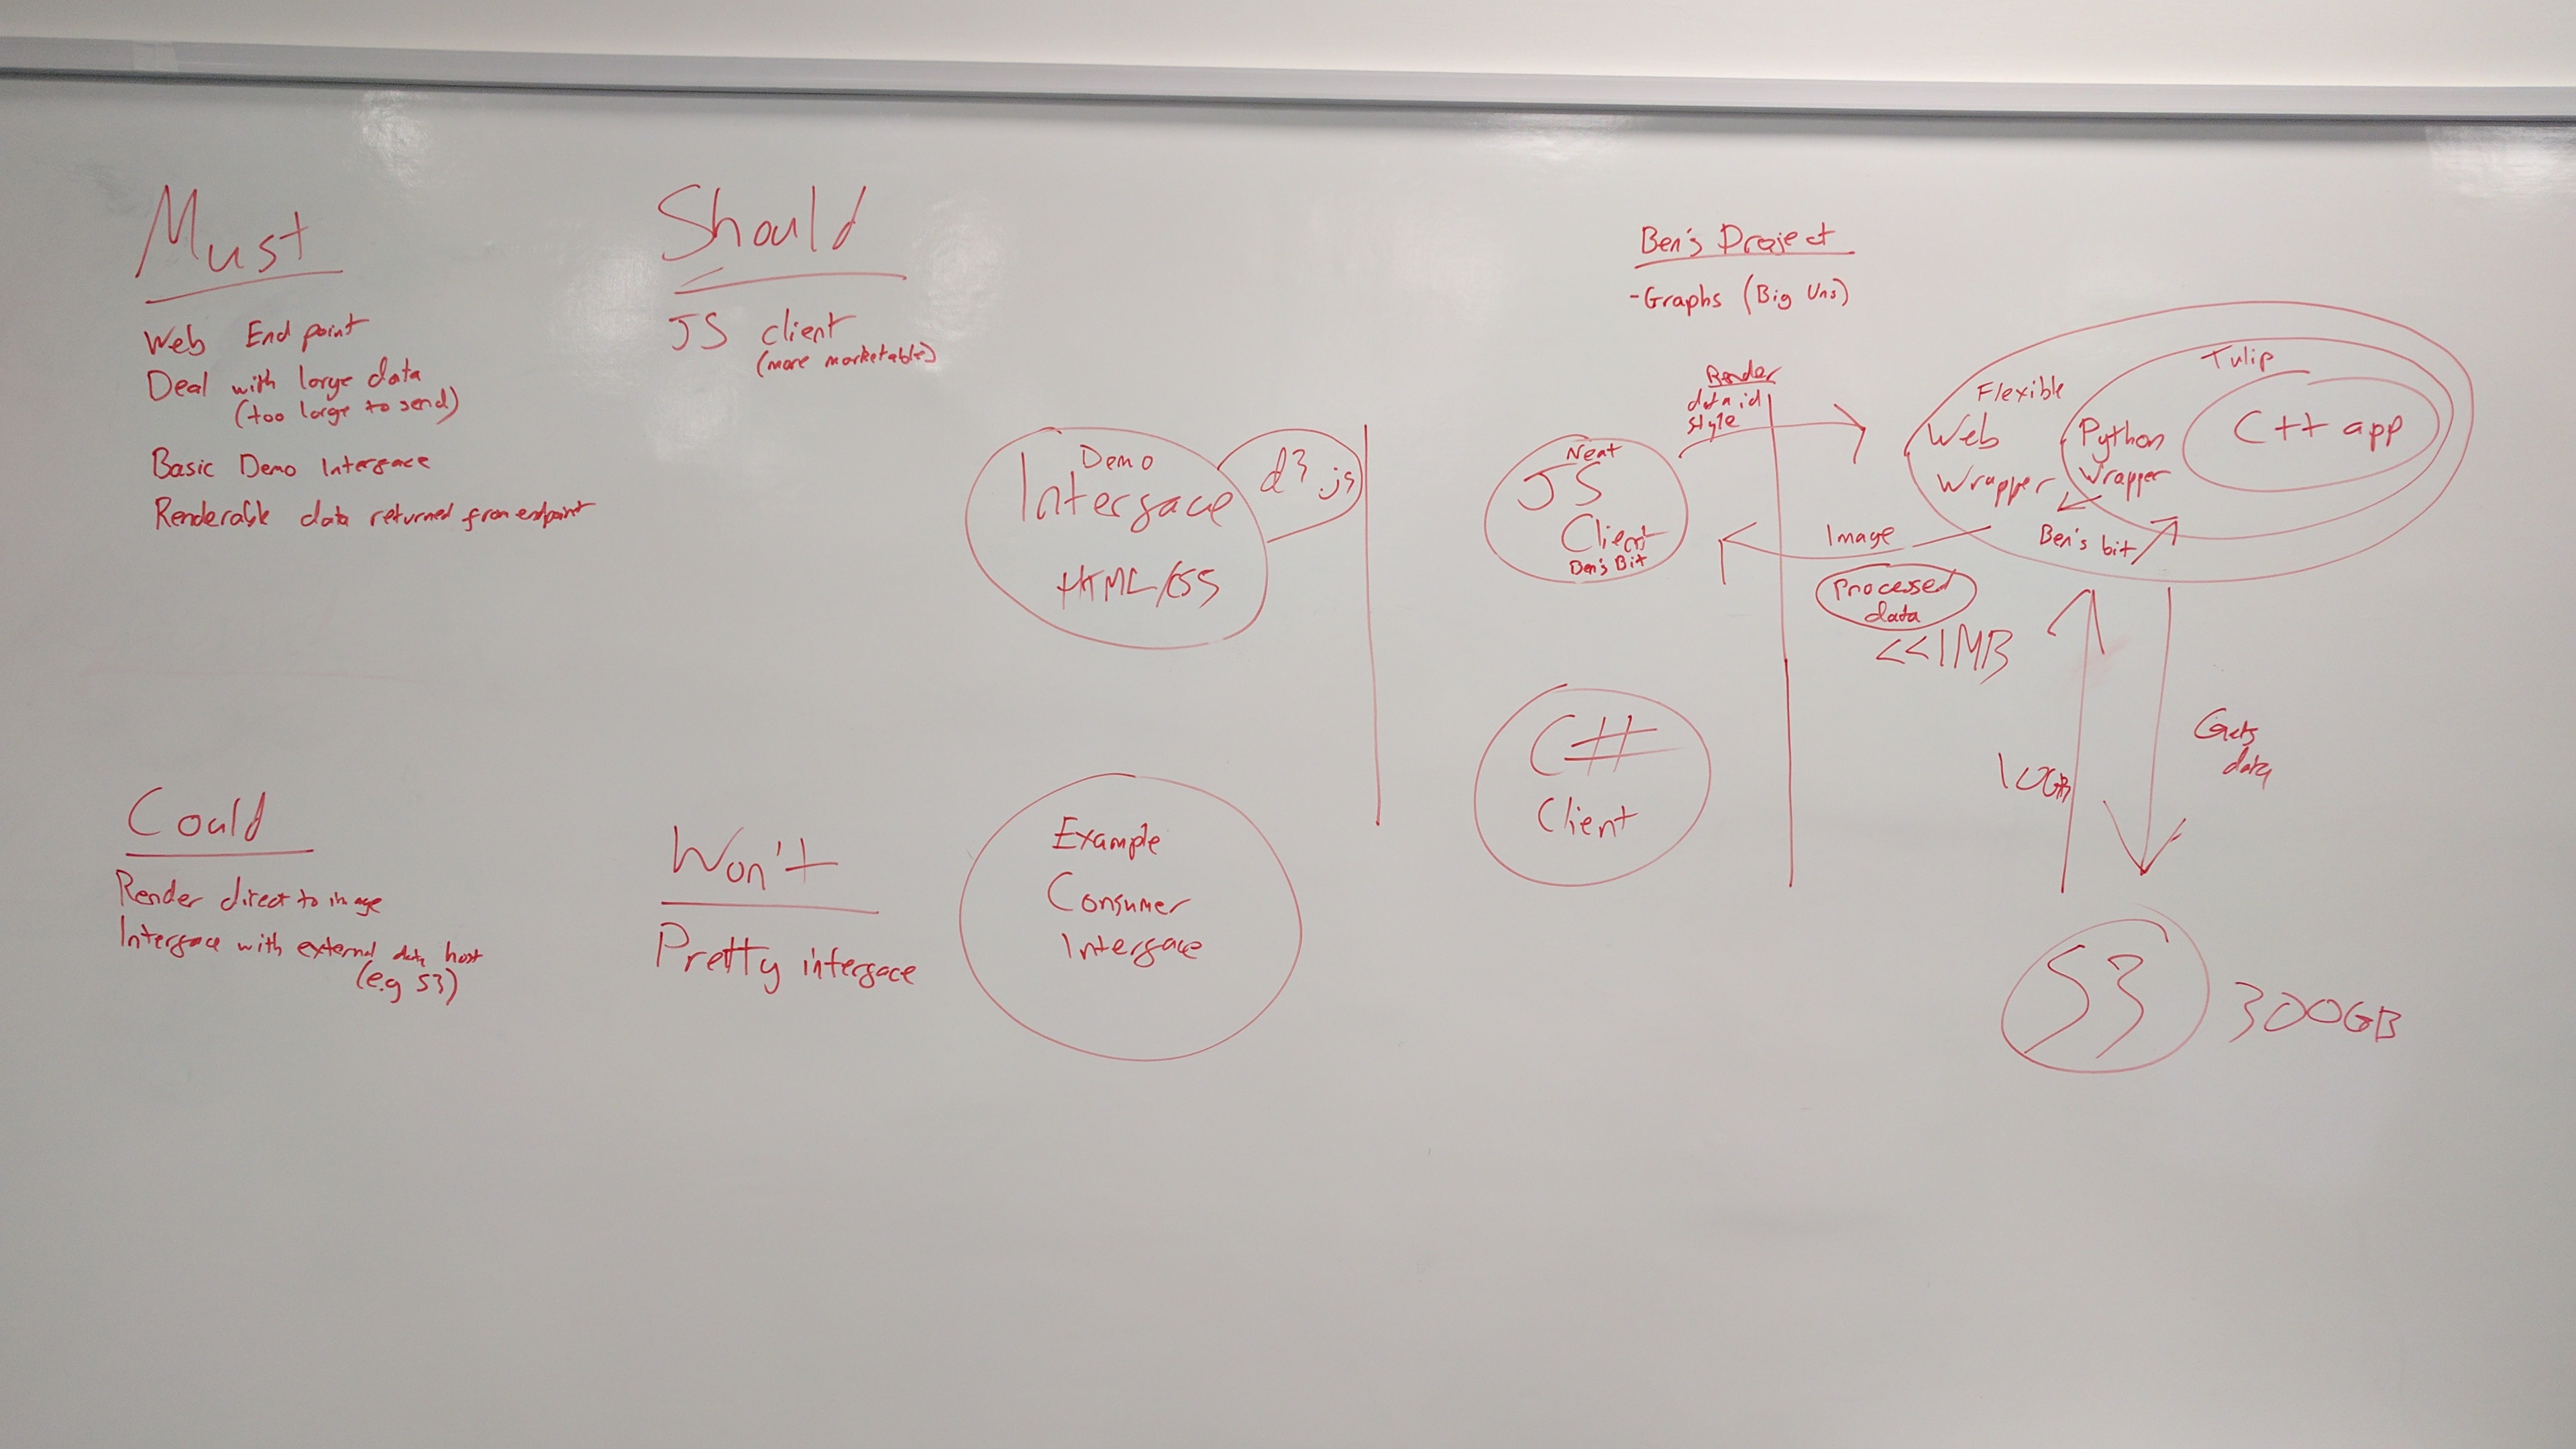 Must
Web End point
Deal with large data
(too large to send)
Basic Demo Interface
Renderable data returned from endpoint
Should
JS client
(more marketable)
Could
Render direct to image
Interface with external data host
(e.g S3)
Won't
Pretty interface
Demo
Interface
HTML/CSS
d3.js
Example
Consumer
Interface
Ben's Project
-Graphs (Big Uns)
Render
data id
style
Neat
JS
Client
Ben's Bit
C#
Client
Image
Processed
data
<<1MB
Flexible
Web
Wrapper
Tulip
Python
Wrapper
C++ app
Ben's bit
10GB
Gets
data
S3
300GB